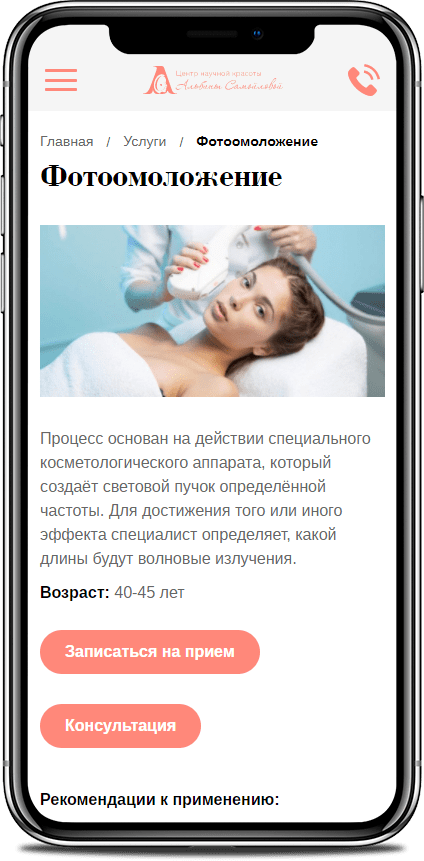 Центр научной красоты
Альбины Самойловой
Главная / Услуги / Фотоомоложение
Фотоомоложение
Процесс основан на действии специального
косметологического аппарата, который
создаёт световой пучок определённой
частоты. Для достижения того или иного
эффекта специалист определяет, какой
длины будут волновые излучения.
Возраст: 40-45 лет
Записаться на прием
Консультация
Рекомендации к применению: